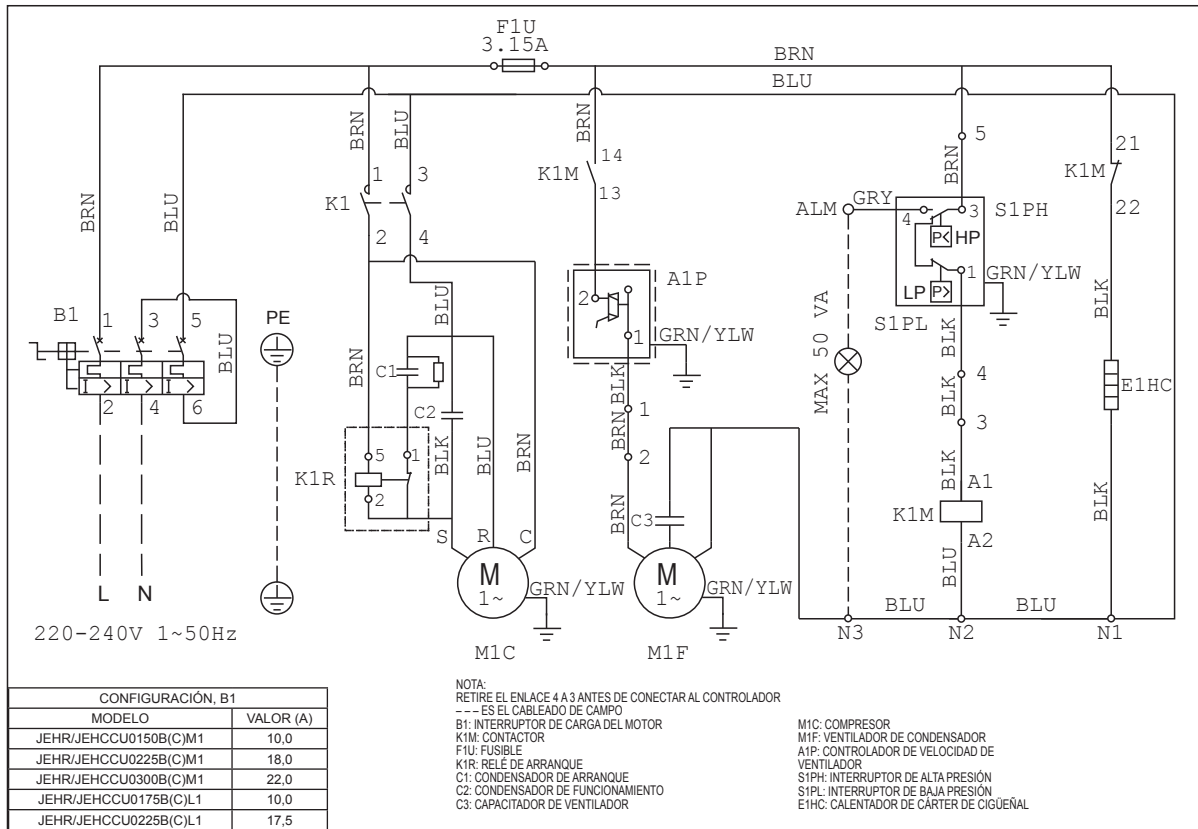 F1U
3.15A
BRN
BLU
BRN
BLU
BRN
BLU
BRN
14
K1M
13
5
BRN
21
K1M
22
1
3
K1
2
4
ALM
GRY
4
3
S1PH
P<
HP
1
GRN/YLW
LP
P>
S1PL
A1P
2
1
GRN/YLW
B1
1
3
5
BLU
PE
2
4
6
BLU
BRN
C1
C2
BLK
BLU
BRN
K1R
5
1
2
S
R
C
M
1~
GRN/YLW
M1C
BLK
1
BRN
2
BRN
C3
M
1~
GRN/YLW
M1F
MAX 50 VA
BLK
4
BLK
3
BLK
A1
K1M
A2
BLU
BLK
E1HC
BLK
BLU
BLU
N3
N2
N1
L
N
220-240V 1~50Hz
CONFIGURACIÓN, B1
MODELO VALOR (A)
JEHR/JEHCCU0150B(C)M1 10,0
JEHR/JEHCCU0225B(C)M1 18,0
JEHR/JEHCCU0300B(C)M1 22,0
JEHR/JEHCCU0175B(C)L1 10,0
JEHR/JEHCCU0225B(C)L1 17,5
NOTA:
RETIRE EL ENLACE 4 A 3 ANTES DE CONECTAR AL CONTROLADOR
--- ES EL CABLEADO DE CAMPO
B1: INTERRUPTOR DE CARGA DEL MOTOR
K1M: CONTACTOR
F1U: FUSIBLE
K1R: RELÉ DE ARRANQUE
C1: CONDENSADOR DE ARRANQUE
C2: CONDENSADOR DE FUNCIONAMIENTO
C3: CAPACITADOR DE VENTILADOR
M1C: COMPRESOR
M1F: VENTILADOR DE CONDENSADOR
A1P: CONTROLADOR DE VELOCIDAD DE
VENTILADOR
S1PH: INTERRUPTOR DE ALTA PRESIÓN
S1PL: INTERRUPTOR DE BAJA PRESIÓN
E1HC: CALENTADOR DE CÁRTER DE CIGÜEÑAL